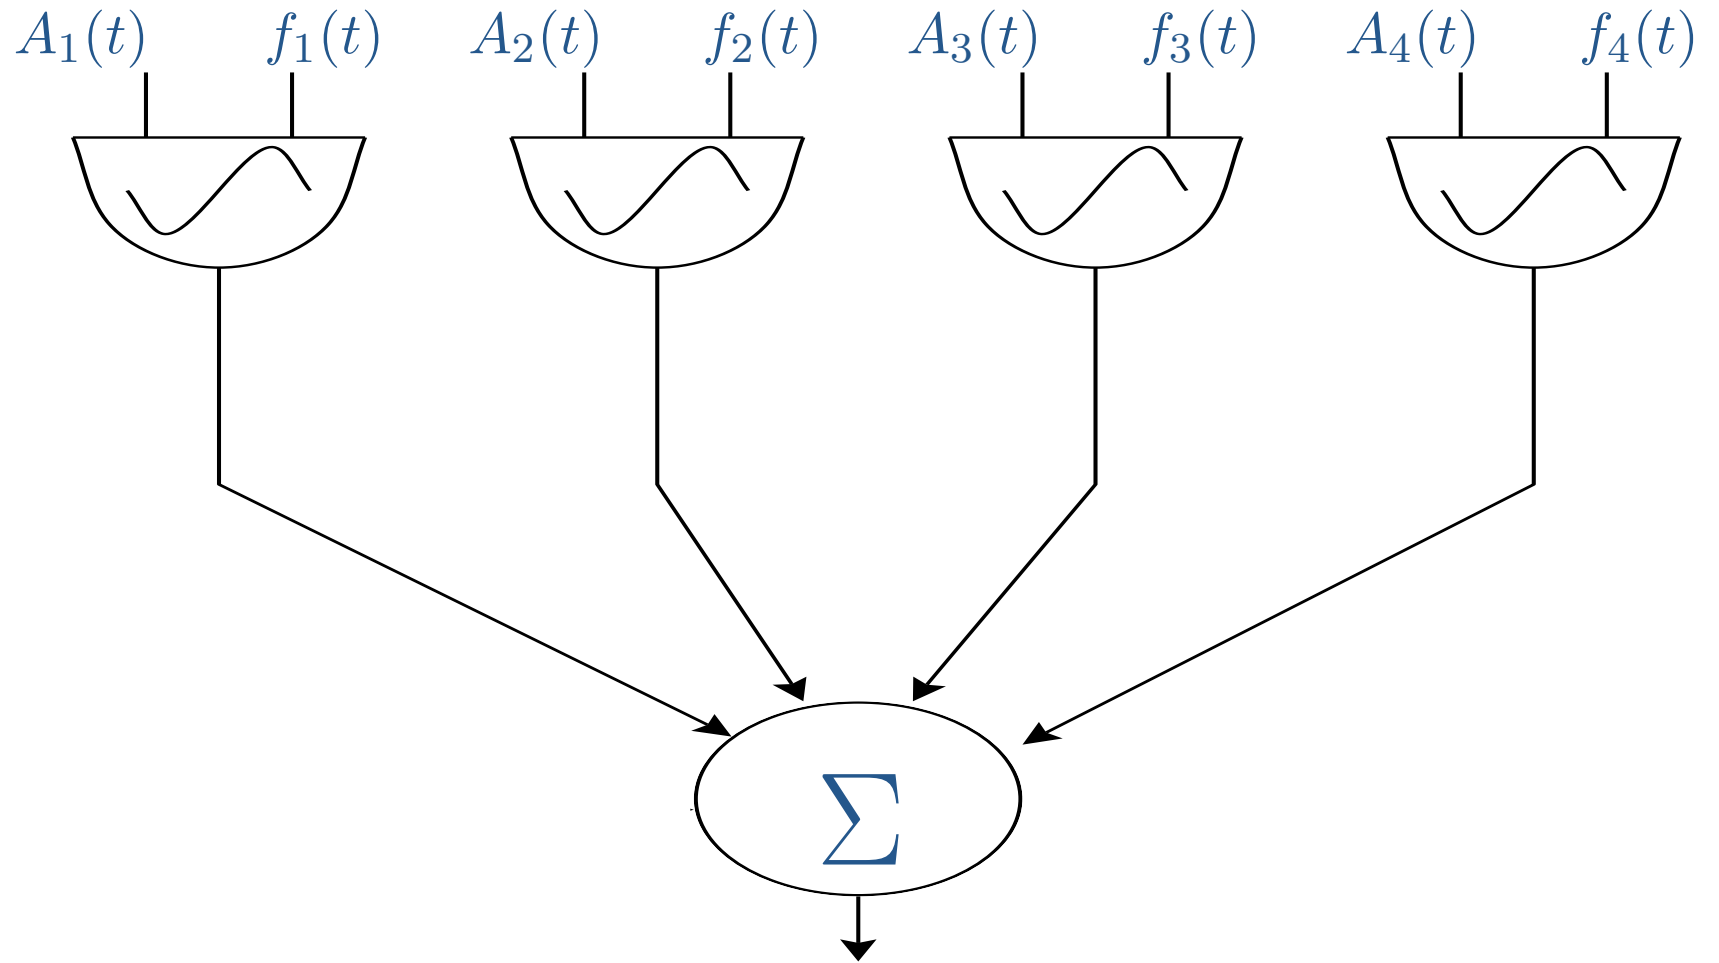 A₁(t) f₁(t) A₂(t) f₂(t) A₃(t) f₃(t) A₄(t) f₄(t)
Σ